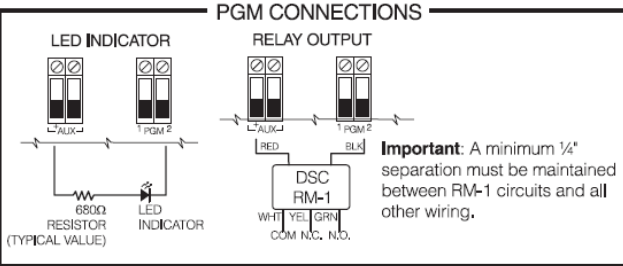 PGM CONNECTIONS
LED INDICATOR
+AUX-
1 PGM 2
680Ω
RESISTOR
(TYPICAL VALUE)
LED
INDICATOR
RELAY OUTPUT
+AUX-
1 PGM 2
RED
BLK
DSC
RM-1
WHT YEL GRN
COM N.C. N.O.
Important: A minimum ¼"
separation must be maintained
between RM-1 circuits and all
other wiring.